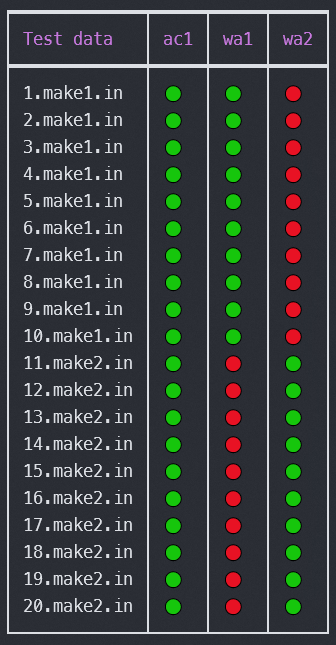 Test data ac1 wa1 wa2
1.make1.in
2.make1.in
3.make1.in
4.make1.in
5.make1.in
6.make1.in
7.make1.in
8.make1.in
9.make1.in
10.make1.in
11.make2.in
12.make2.in
13.make2.in
14.make2.in
15.make2.in
16.make2.in
17.make2.in
18.make2.in
19.make2.in
20.make2.in